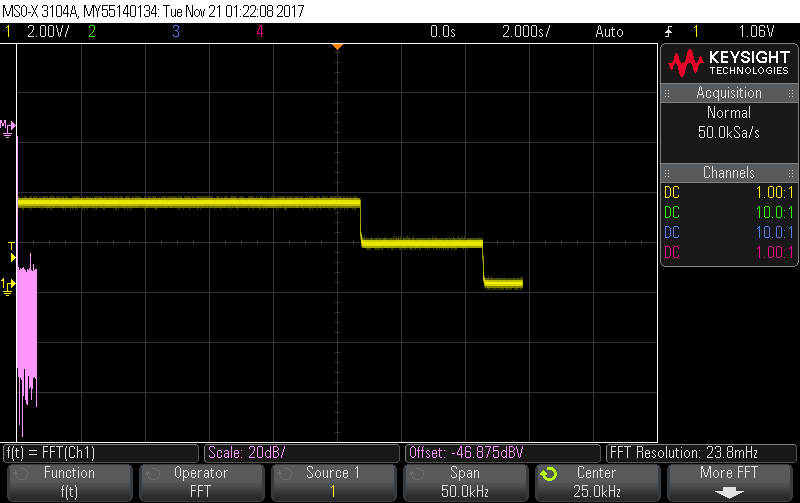 MSO-X 3104A, MY55140134: Tue Nov 21 01:22:08 2017
1 2.00V/ 2 3 4 0.0s 2.000s/ Auto 1 1.06V
KEYSIGHT
TECHNOLOGIES
Acquisition
Normal
50.0kSa/s
Channels
DC 1.00:1
DC 10.0:1
DC 10.0:1
DC 1.00:1
M
T
1
f(t) = FFT(Ch1) Scale: 20dB/ Offset: -46.875dBV FFT Resolution: 23.8mHz
Function Operator Source 1 Span Center More FFT
f(t) FFT 1 50.0kHz 25.0kHz